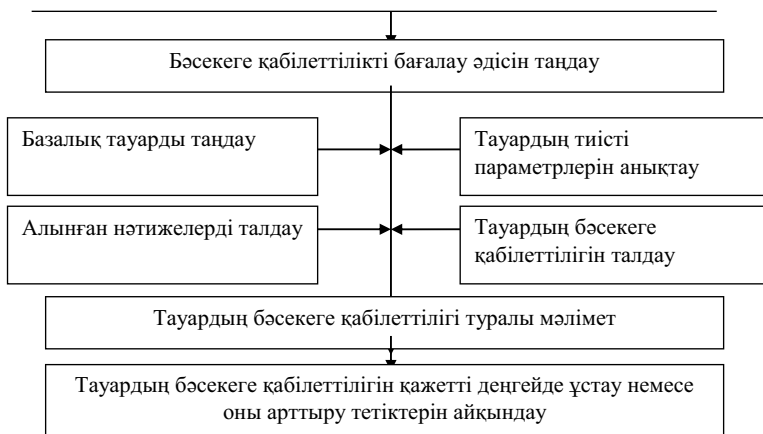 Бәсекеге қабілеттілікті бағалау әдісін таңдау
Базалық тауарды таңдау
Тауардың тиісті
параметрлерін анықтау
Алынған нәтижелерді талдау
Тауардың бәсекеге
қабілеттілігін талдау
Тауардың бәсекеге қабілеттілігі туралы мәлімет
Тауардың бәсекеге қабілеттілігін қажетті деңгейде ұстау немесе
оны арттыру тетіктерін айқындау